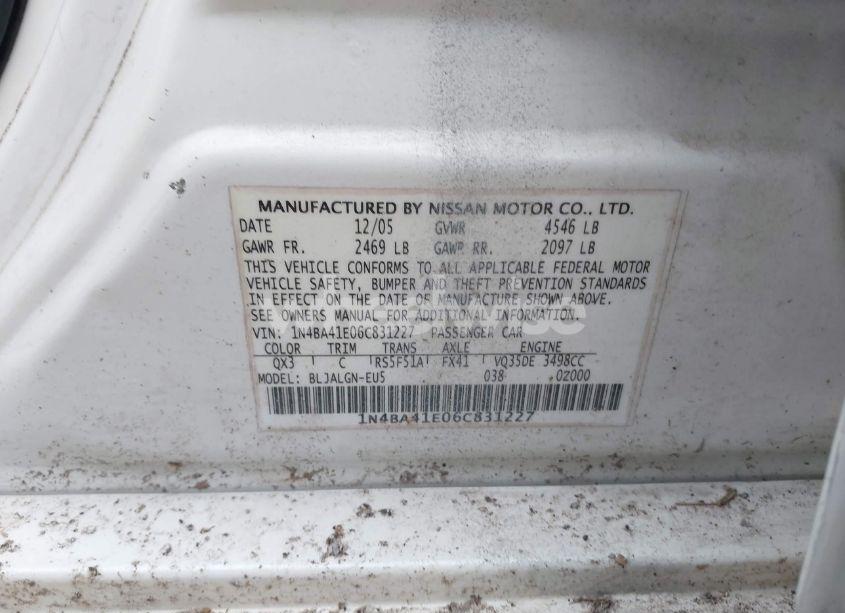 MANUFACTURED BY NISSAN MOTOR CO., LTD.
DATE 12/05 GVWR 4546 LB
GAWR FR. 2469 LB GAWR RR. 2097 LB
THIS VEHICLE CONFORMS TO ALL APPLICABLE FEDERAL MOTOR
VEHICLE SAFETY, BUMPER AND THEFT PREVENTION STANDARDS
IN EFFECT ON THE DATE OF MANUFACTURE SHOWN ABOVE.
SEE OWNERS MANUAL FOR ADDITIONAL INFORMATION.
VIN: 1N4BA41E06C831227 PASSENGER CAR
COLOR TRIM TRANS AXLE ENGINE
QX3 C RS5F51A FX41 VQ35DE 3498CC
MODEL: BLJALGN-EU5 038 0Z000
1N4BA41E06C831227